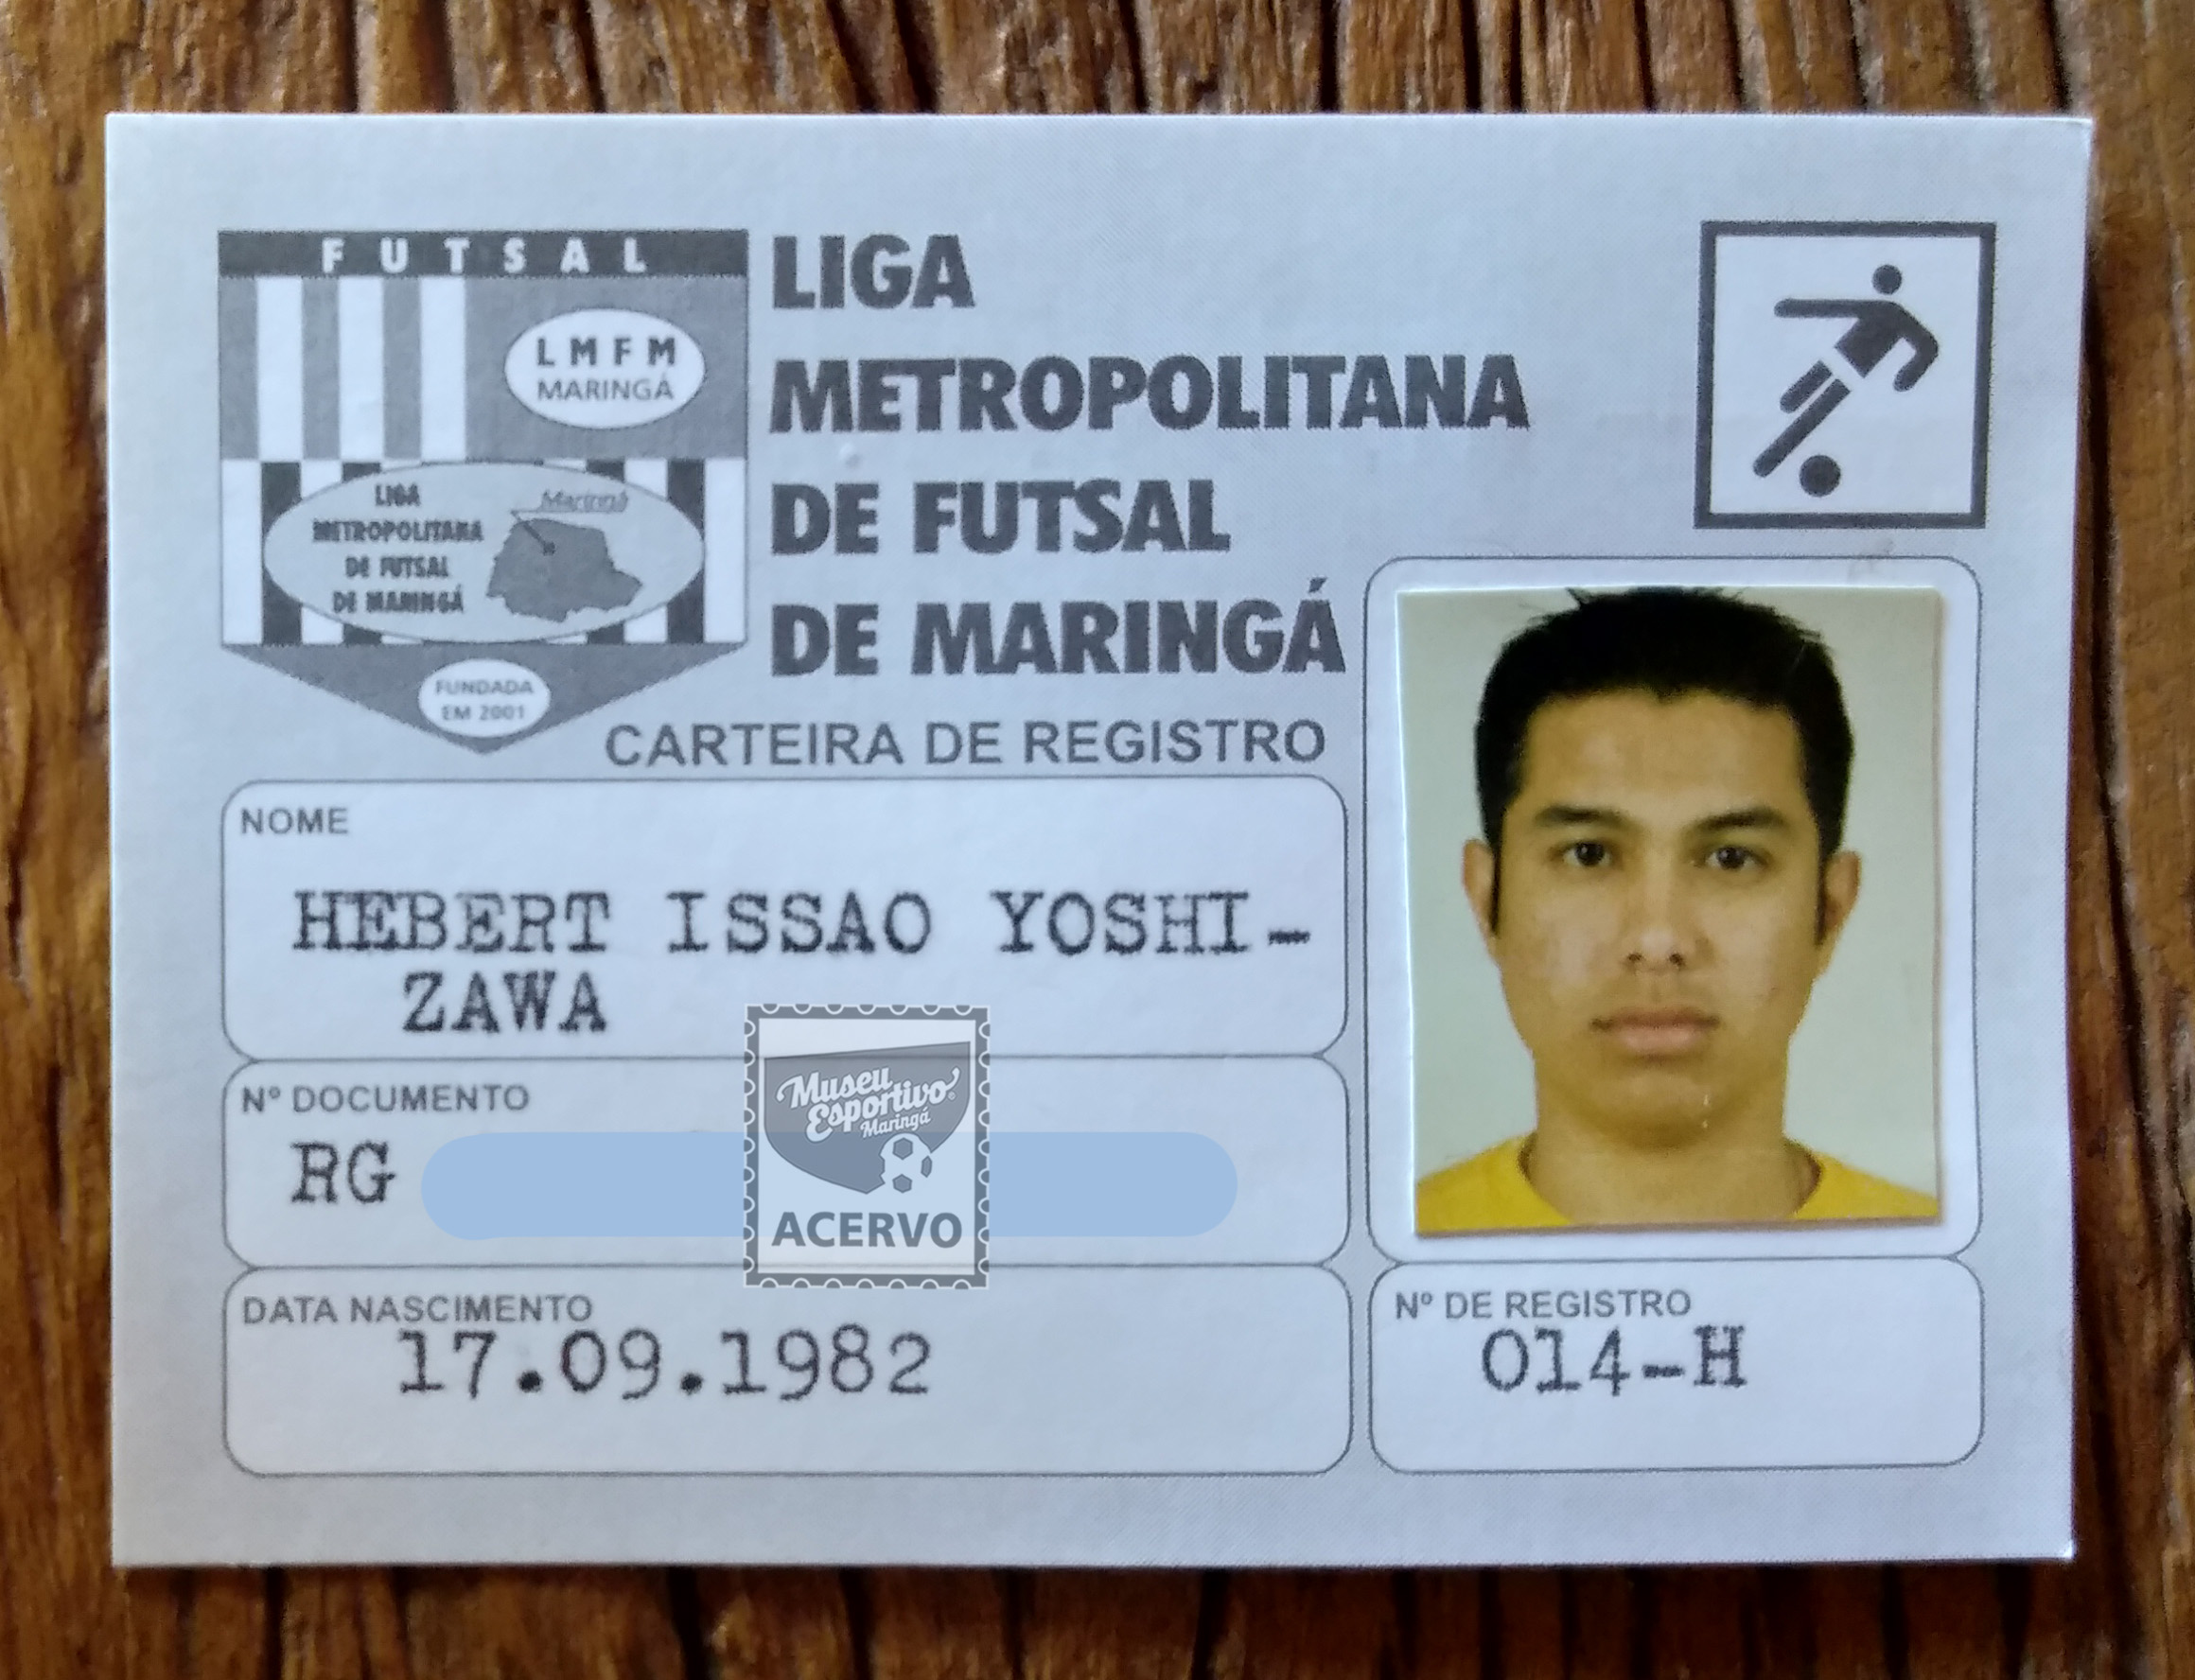 FUTSAL
LMFM
MARINGÁ
LIGA
METROPOLITANA
DE FUTSAL
DE MARINGÁ
Maringá
FUNDADA
EM 2001
LIGA
METROPOLITANA
DE FUTSAL
DE MARINGÁ
CARTEIRA DE REGISTRO
NOME
HEBERT ISSAO YOSHI-
ZAWA
Nº DOCUMENTO
RG
Museu
Esportivo
Maringá
ACERVO
DATA NASCIMENTO
17.09.1982
Nº DE REGISTRO
014-H